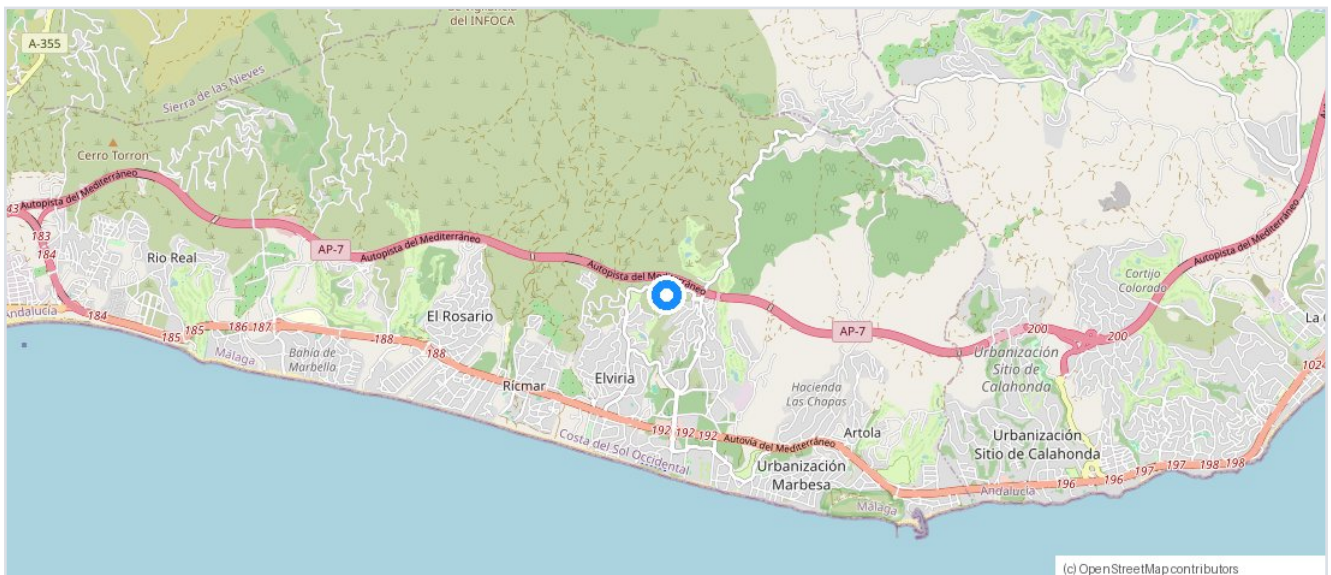 del INFOCA
A-355
Sierra de las Nieves
Cerro Torron
Autopista del Mediterráneo
43
183
184
Rio Real
AP-7
Autopista del Mediterráneo
Autopista del Mediterráneo
Autopista del Mediterráneo
Cortijo
Colorado
La
Andalucía
184
185
185
186
187
188
188
El Rosario
AP-7
200
200
Urbanización
Sitio de
Calahonda
Málaga
Bahía de
Marbella
Ricmar
Elviria
Hacienda
Las Chapas
1024
192
192
192
Autovía del Mediterráneo
Artola
Costa del Sol Occidental
Urbanización
Sitio de Calahonda
Urbanización
Marbesa
196
196
197
197
198
198
Andalucía
Málaga
(c) OpenStreetMap contributors